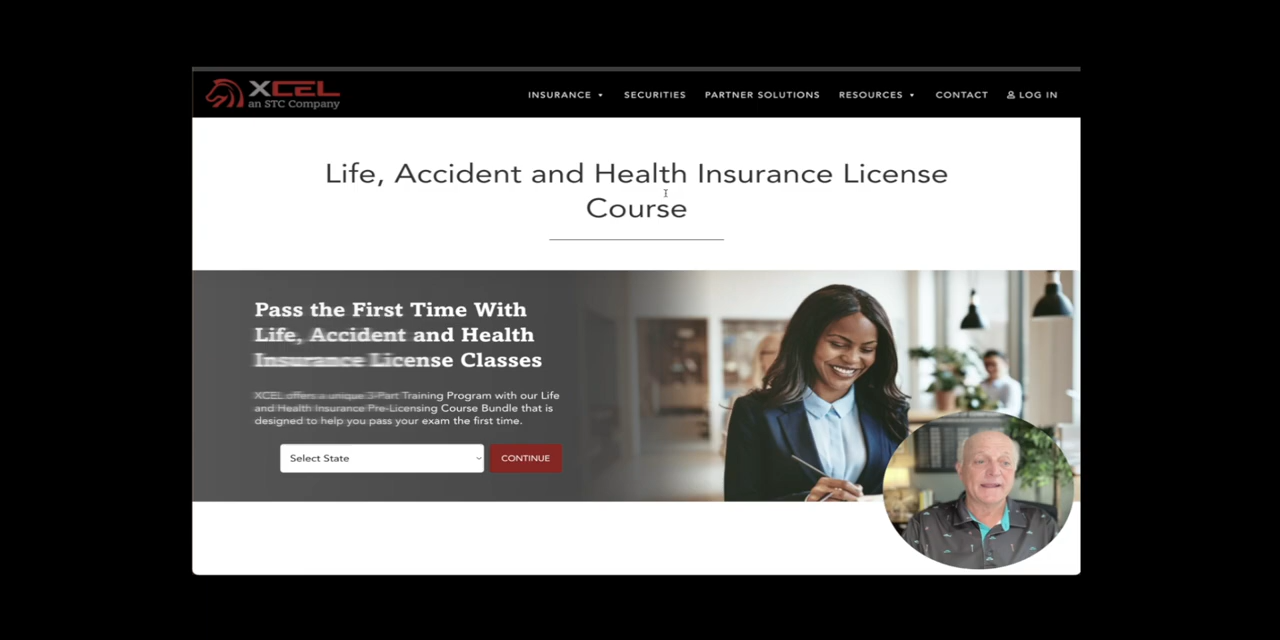 XCEL
an STC Company
INSURANCE
SECURITIES
PARTNER SOLUTIONS
RESOURCES
CONTACT
LOG IN
Life, Accident and Health Insurance License
Course
Pass the First Time With
Life, Accident and Health
Insurance License Classes
XCEL offers a unique 3-Part Training Program with our Life
and Health Insurance Pre-Licensing Course Bundle that is
designed to help you pass your exam the first time.
Select State
CONTINUE